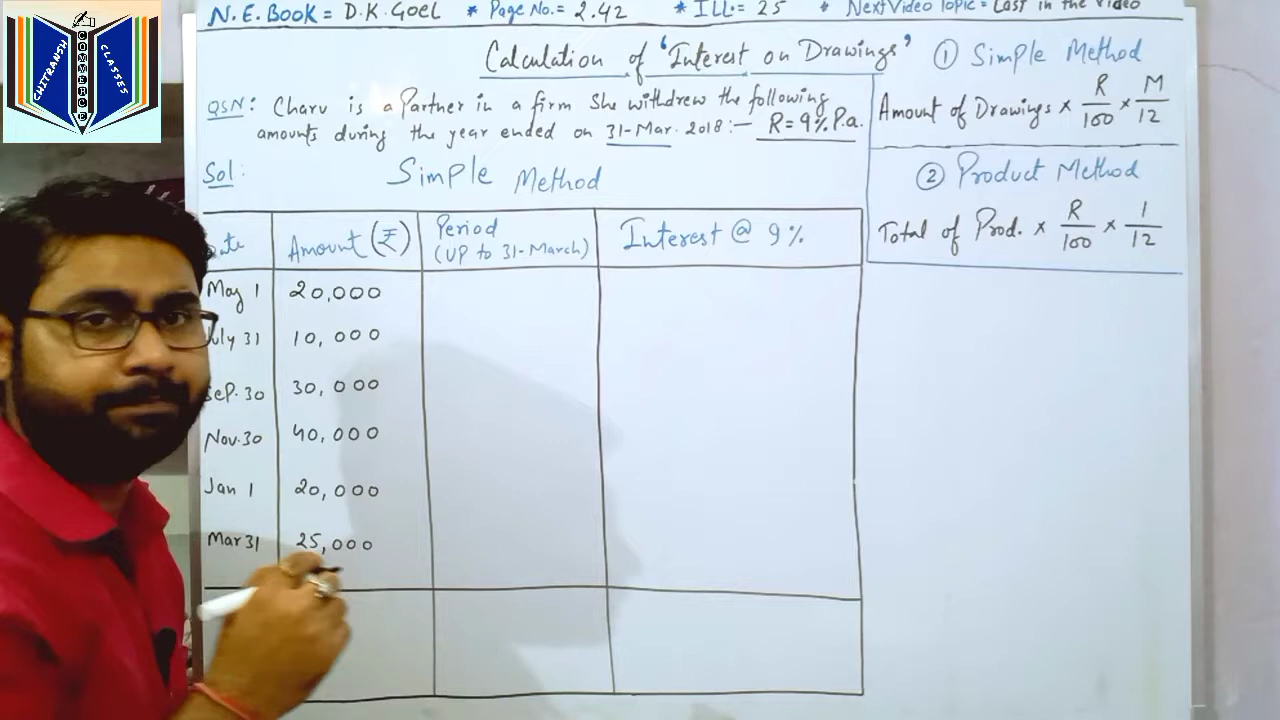 N.E. Book = D.K. Goel * Page No. = 2.42 * ILL = 25 * Next Video Topic = Last in the Video
CHITRANSH COMMERCE CLASSES
Calculation of 'Interest on Drawings'
① Simple Method
Amount of Drawings × R/100 × M/12
QSN: Charu is a Partner in a firm She withdrew the following
amounts during the year ended on 31-Mar. 2018:— R=9% P.a.
② Product Method
Total of Prod. × R/100 × 1/12
Sol: Simple Method
Amount (₹) Period (UP to 31-March) Interest @ 9%
May 1 20,000
31 10,000
Sep. 30 30,000
Nov. 30 40,000
Jan 1 20,000
Mar 31 25,000